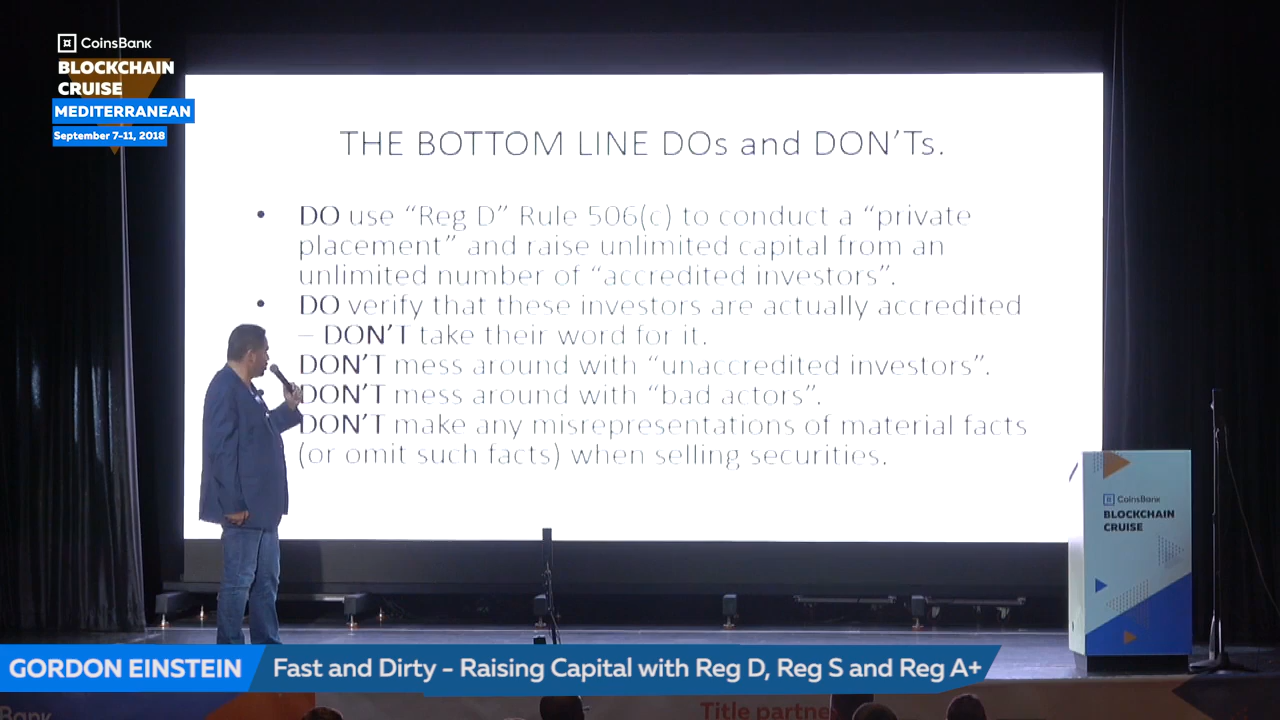 CoinsBank
BLOCKCHAIN
CRUISE
MEDITERRANEAN
September 7-11, 2018
THE BOTTOM LINE DOs and DON'Ts.
• DO use “Reg D” Rule 506(c) to conduct a “private
placement” and raise unlimited capital from an
unlimited number of “accredited investors”.
• DO verify that these investors are actually accredited
– DON'T take their word for it.
DON'T mess around with “unaccredited investors”.
DON'T mess around with “bad actors”.
DON'T make any misrepresentations of material facts
(or omit such facts) when selling securities.
CoinsBank
BLOCKCHAIN
CRUISE
GORDON EINSTEIN
Fast and Dirty - Raising Capital with Reg D, Reg S and Reg A+
Title